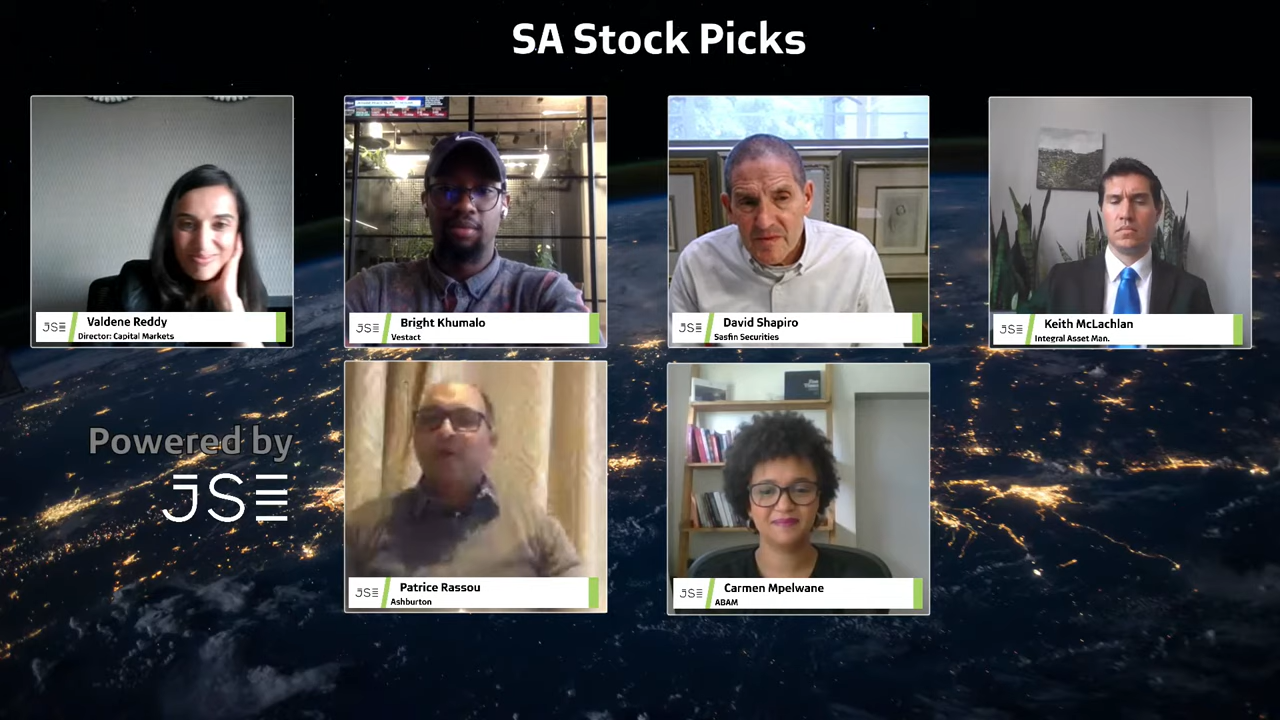 SA Stock Picks
JSE
Valdene Reddy
Director: Capital Markets
JSE
Bright Khumalo
Vestact
JSE
David Shapiro
Sasfin Securities
JSE
Keith McLachlan
Integral Asset Man.
Powered by
JSE
JSE
Patrice Rassou
Ashburton
JSE
Carmen Mpelwane
ABAM